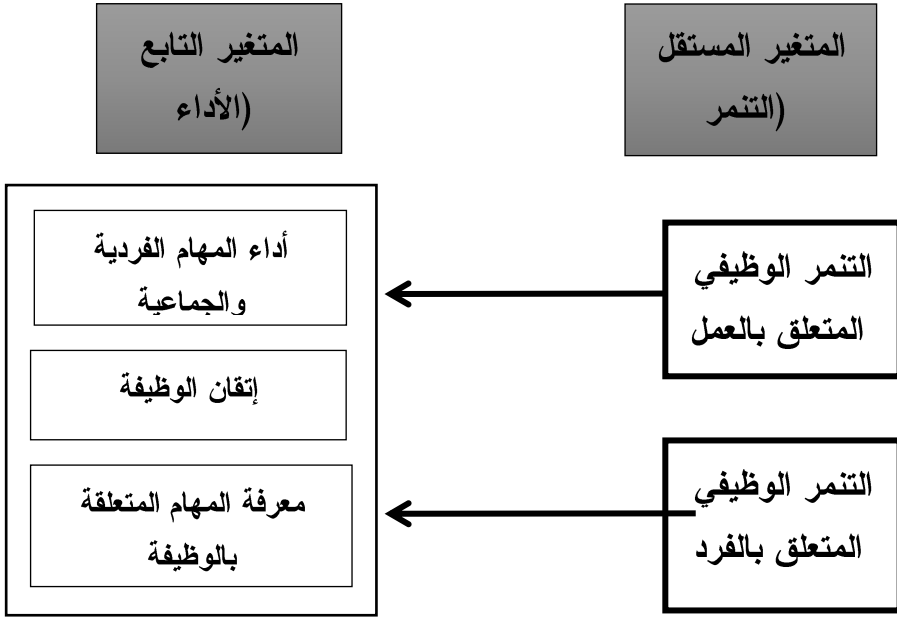 المتغير المستقل
(التنمر
المتغير التابع
(الأداء
التنمر الوظيفي
المتعلق بالعمل
التنمر الوظيفي
المتعلق بالفرد
أداء المهام الفردية
والجماعية
إتقان الوظيفة
معرفة المهام المتعلقة
بالوظيفة